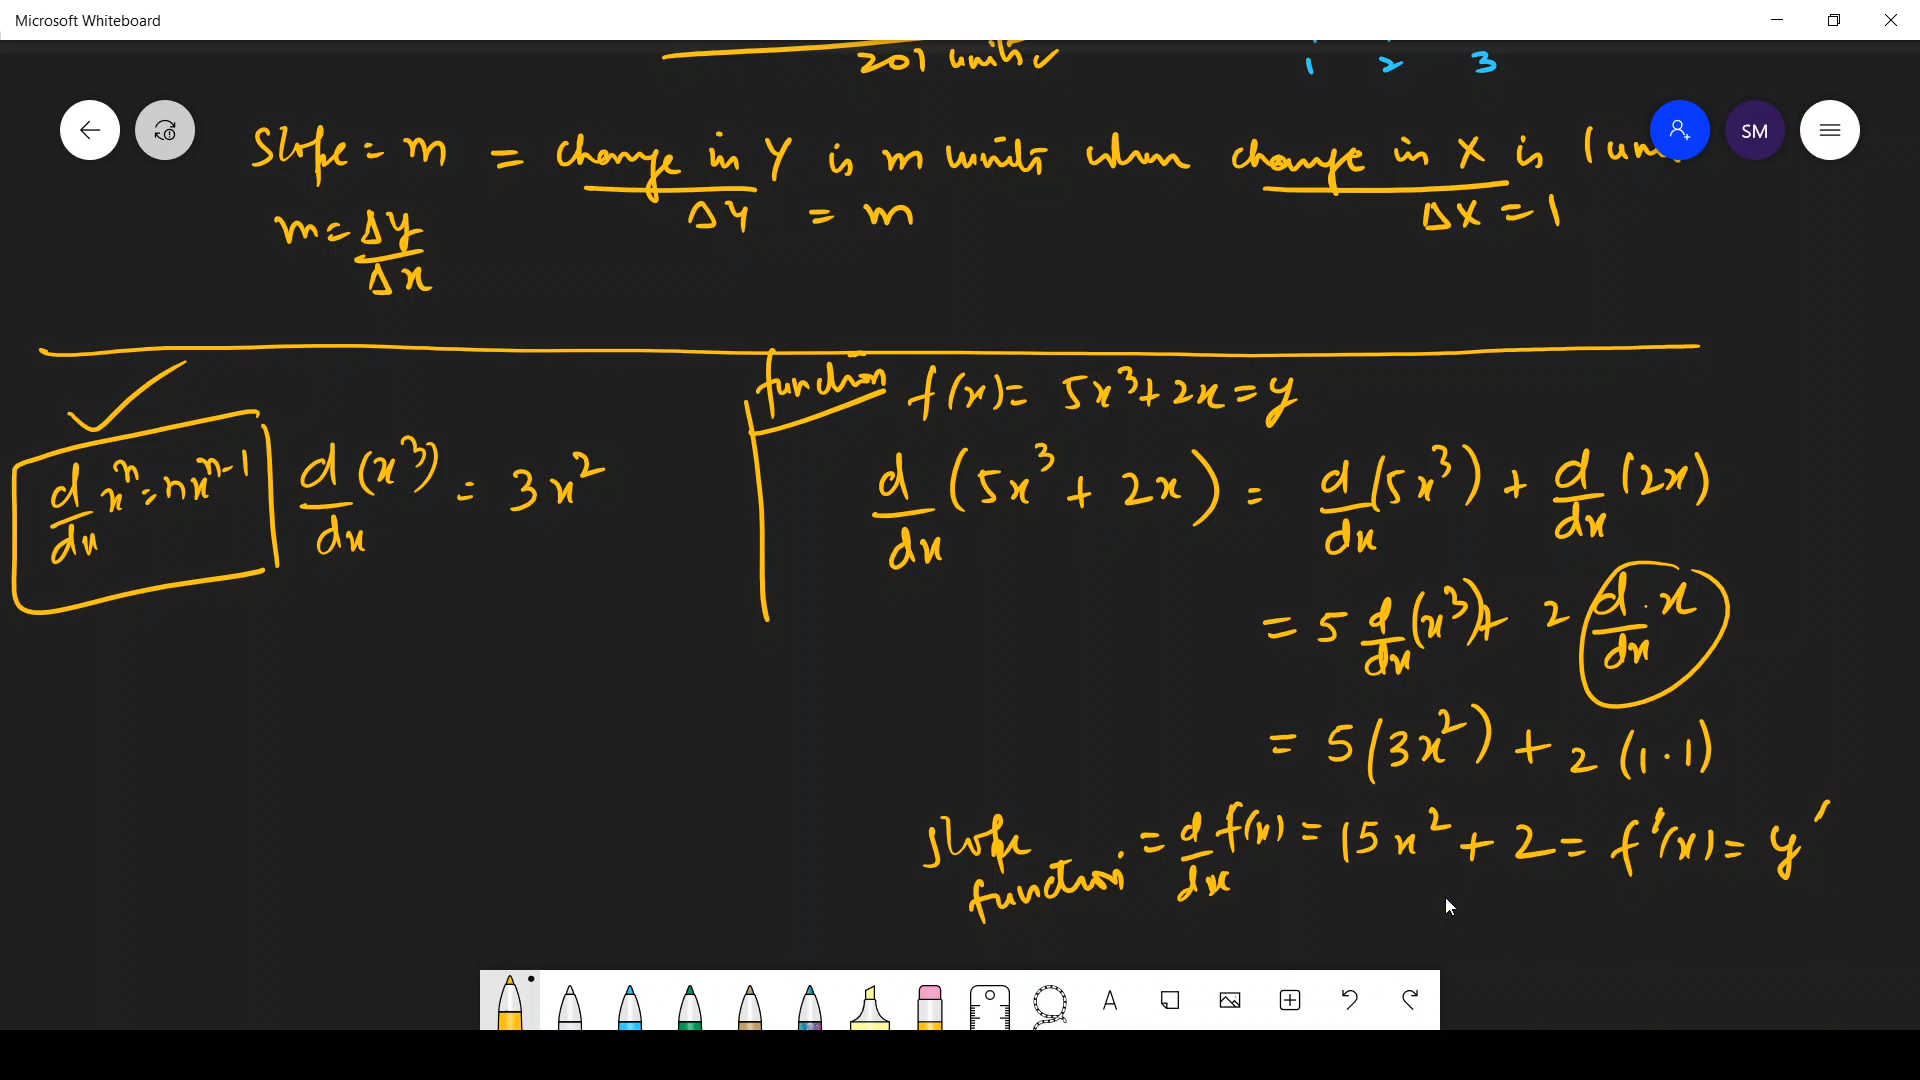 Microsoft Whiteboard
201 units ✓
1 2 3
SM
Slope = m = change in Y is m units when change in X is 1
ΔY = m
ΔX = 1
m = Δy/Δx
function f(x) = 5x³ + 2x = y
d/dx xⁿ = nxⁿ⁻¹
d/dx (x³) = 3x²
d/dx (5x³ + 2x) = d/dx (5x³) + d/dx (2x)
= 5 d/dx (x³) + 2 d/dx · x
= 5(3x²) + 2(1·1)
slope function = d/dx f(x) = 15x² + 2 = f'(x) = y'